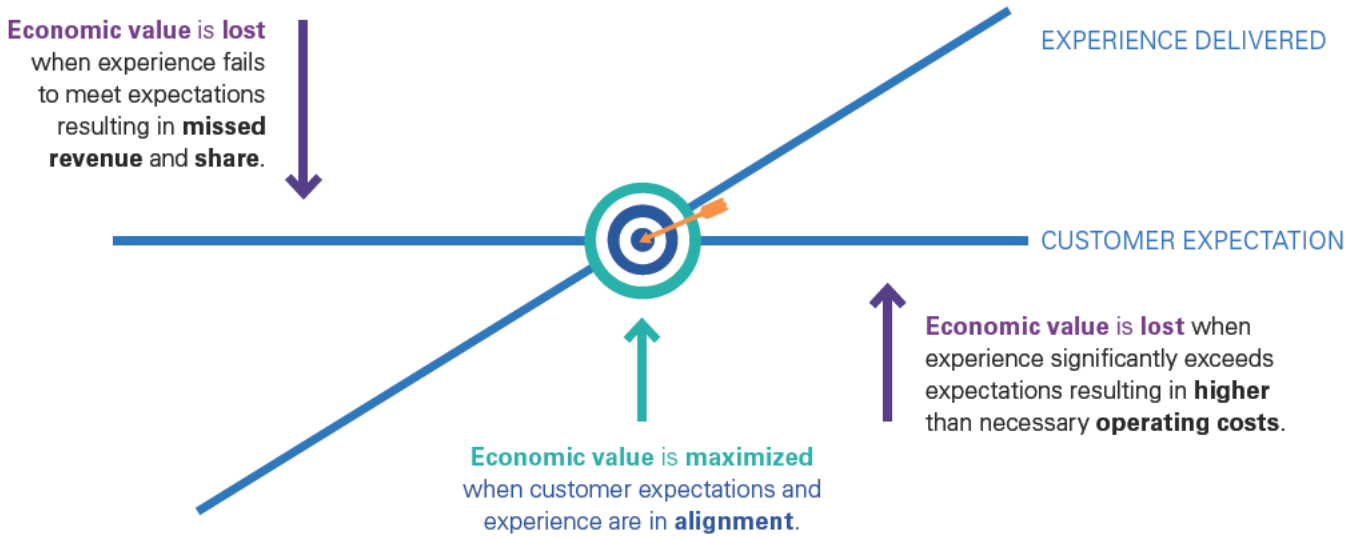 Economic value is lost
when experience fails
to meet expectations
resulting in missed
revenue and share.
EXPERIENCE DELIVERED
CUSTOMER EXPECTATION
Economic value is lost when
experience significantly exceeds
expectations resulting in higher
than necessary operating costs.
Economic value is maximized
when customer expectations and
experience are in alignment.